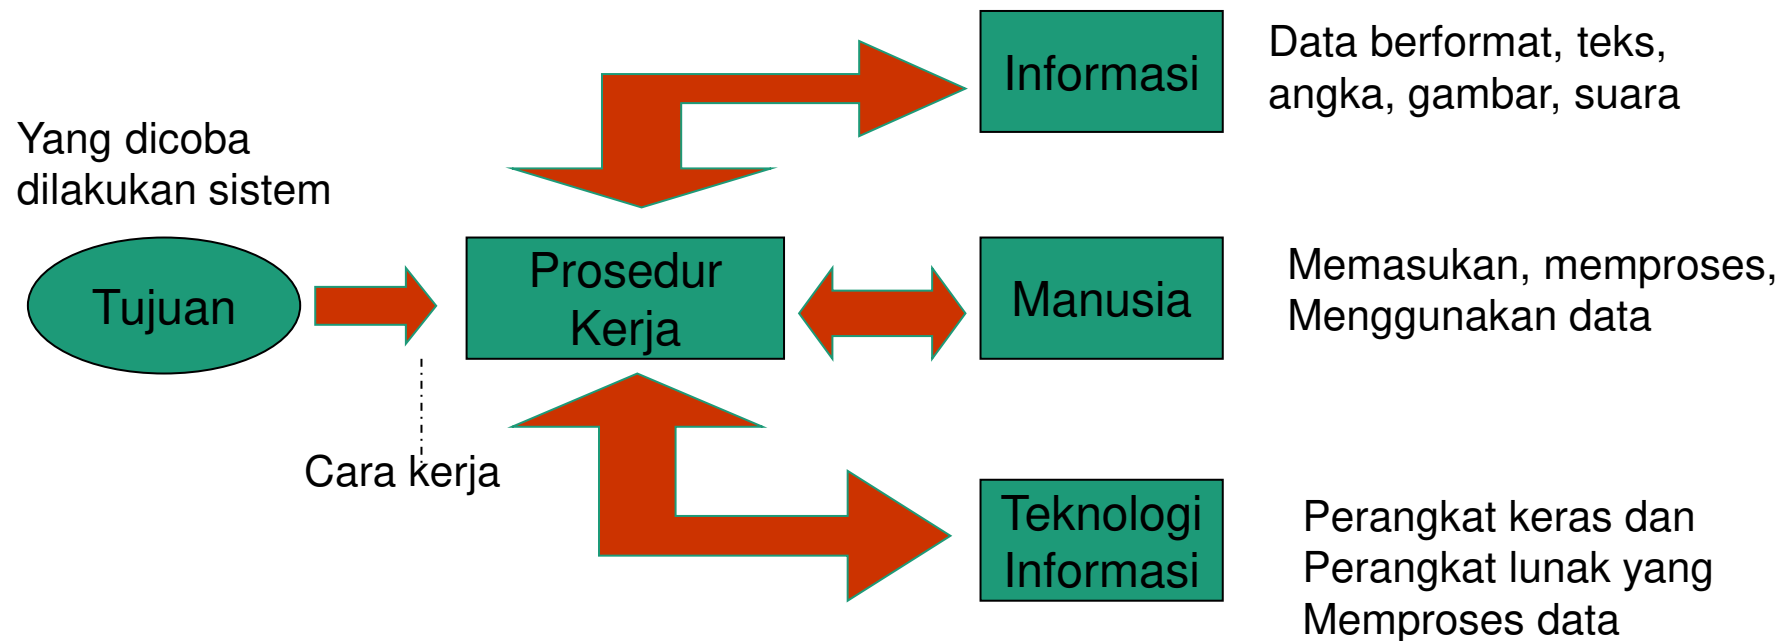 Informasi
Data berformat, teks,
angka, gambar, suara
Yang dicoba
dilakukan sistem
Tujuan
Prosedur
Kerja
Manusia
Memasukan, memproses,
Menggunakan data
Cara kerja
Teknologi
Informasi
Perangkat keras dan
Perangkat lunak yang
Memproses data